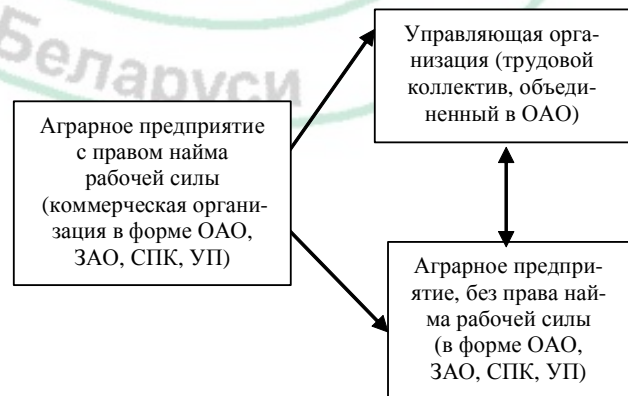 Беларуси
Управляющая орга-
низация (трудовой
коллектив, объеди-
ненный в ОАО)
Аграрное предприятие
с правом найма
рабочей силы
(коммерческая органи-
зация в форме ОАО,
ЗАО, СПК, УП)
Аграрное предпри-
ятие, без права най-
ма рабочей силы
(в форме ОАО,
ЗАО, СПК, УП)